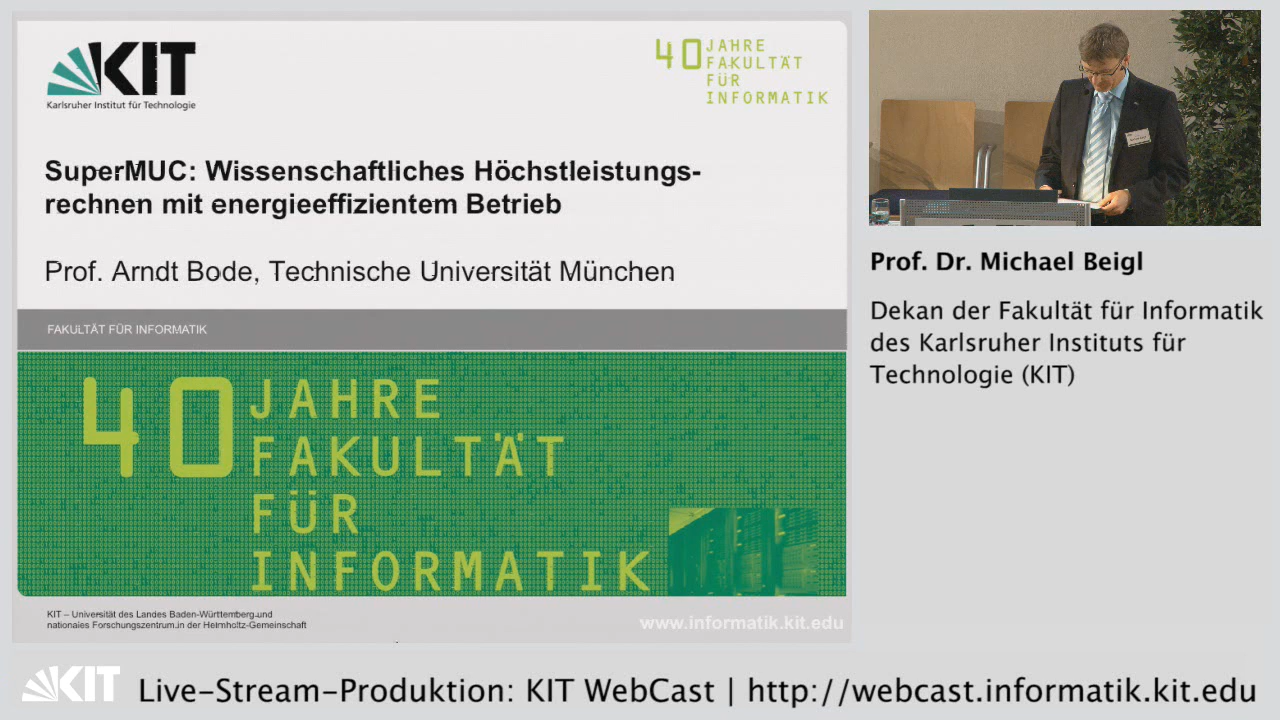 KIT
Karlsruher Institut für Technologie
40 JAHRE
FAKULTÄT
FÜR
INFORMATIK
SuperMUC: Wissenschaftliches Höchstleistungs-
rechnen mit energieeffizientem Betrieb
Prof. Arndt Bode, Technische Universität München
FAKULTÄT FÜR INFORMATIK
40 JAHRE
FAKULTÄT
FÜR
INFORMATIK
KIT – Universität des Landes Baden-Württemberg und
nationales Forschungszentrum in der Helmholtz-Gemeinschaft
www.informatik.kit.edu
Prof. Dr. Michael Beigl
Dekan der Fakultät für Informatik
des Karlsruher Instituts für
Technologie (KIT)
KIT
Live-Stream-Produktion: KIT WebCast | http://webcast.informatik.kit.edu